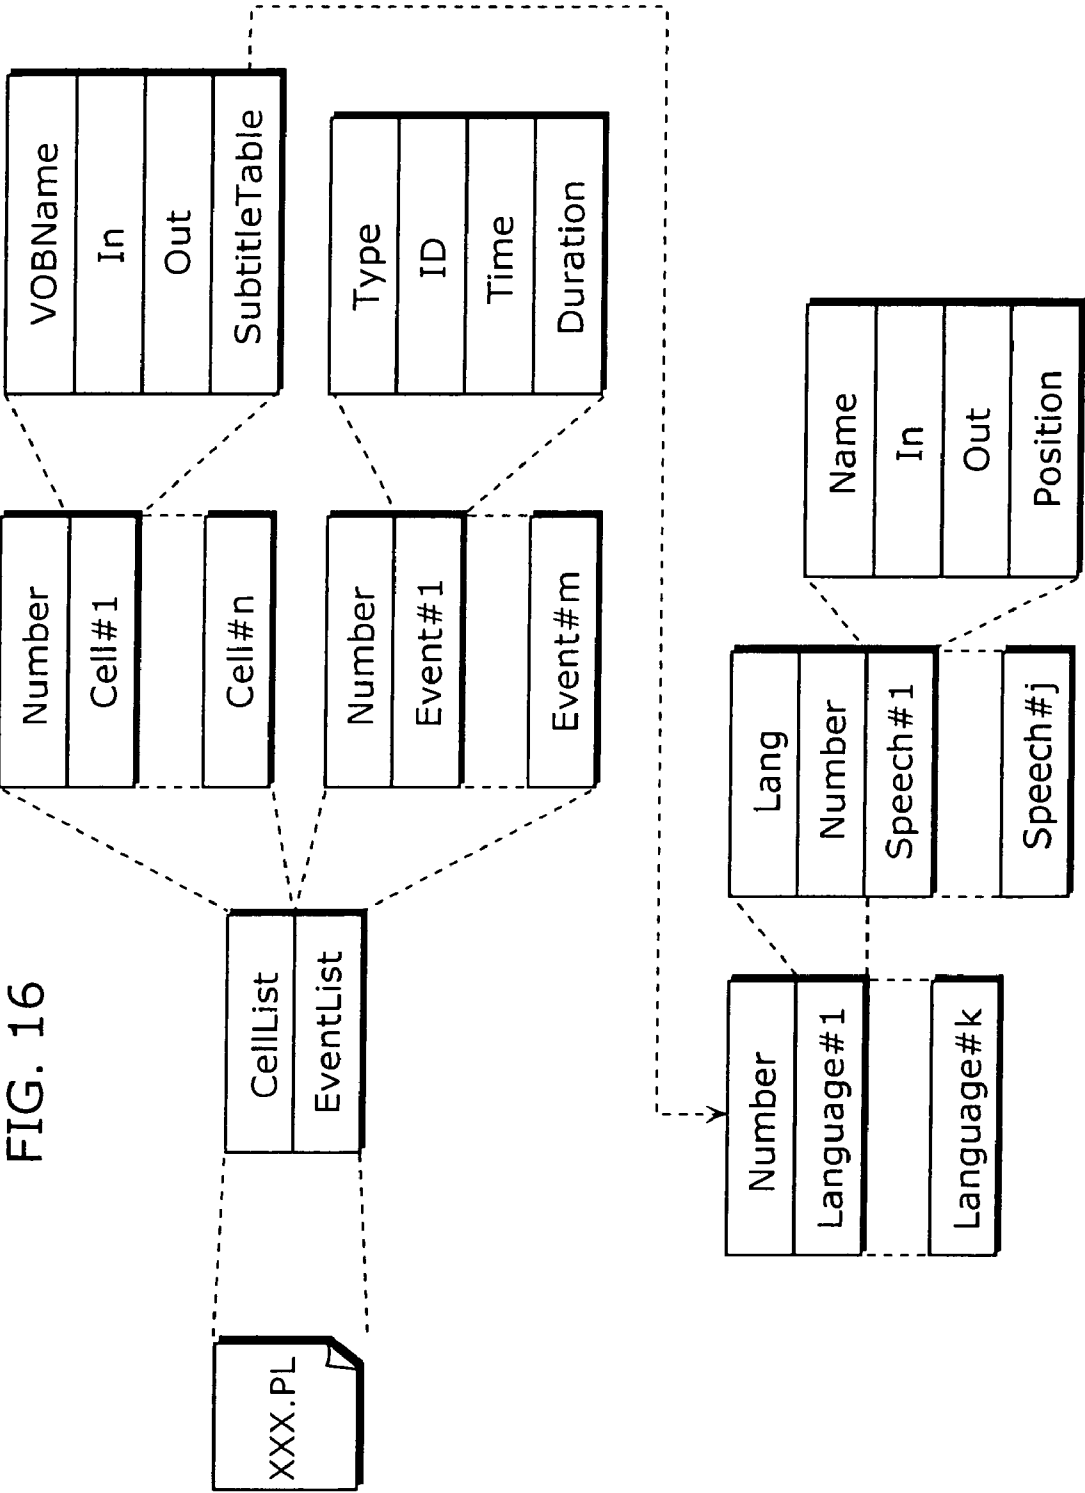 FIG. 16
XXX.PL
CellList
EventList
Number
Cell#1
Cell#n
Number
Event#1
Event#m
VOBName
In
Out
SubtitleTable
Type
ID
Time
Duration
Number
Language#1
Language#k
Lang
Number
Speech#1
Speech#j
Name
In
Out
Position